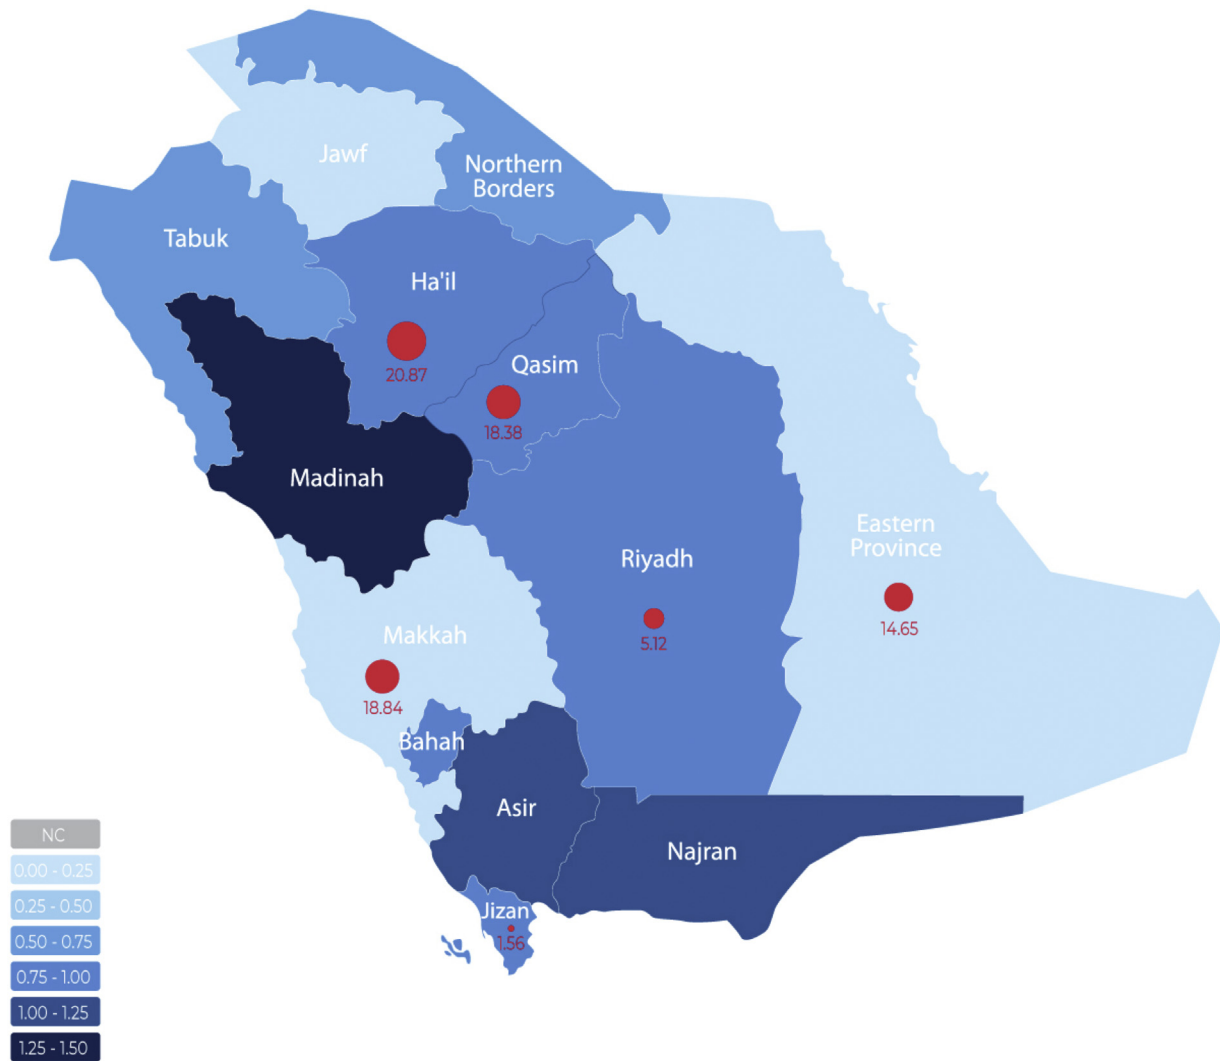 Jawf
Northern
Borders
Tabuk
Ha'il
20.87
Qasim
18.38
Madinah
Eastern
Province
14.65
Riyadh
5.12
Makkah
18.84
Bahah
Asir
Najran
Jizan
1.56
NC
0.00 - 0.25
0.25 - 0.50
0.50 - 0.75
0.75 - 1.00
1.00 - 1.25
1.25 - 1.50